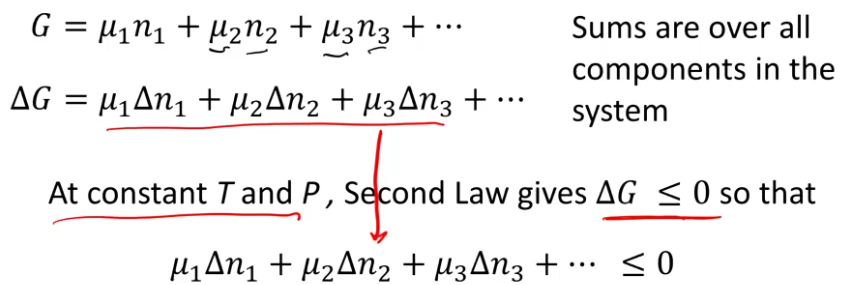 G = μ₁n₁ + μ₂n₂ + μ₃n₃ + ⋯
Sums are over all
components in the
system
ΔG = μ₁Δn₁ + μ₂Δn₂ + μ₃Δn₃ + ⋯
At constant T and P , Second Law gives ΔG ≤ 0 so that
μ₁Δn₁ + μ₂Δn₂ + μ₃Δn₃ + ⋯ ≤ 0